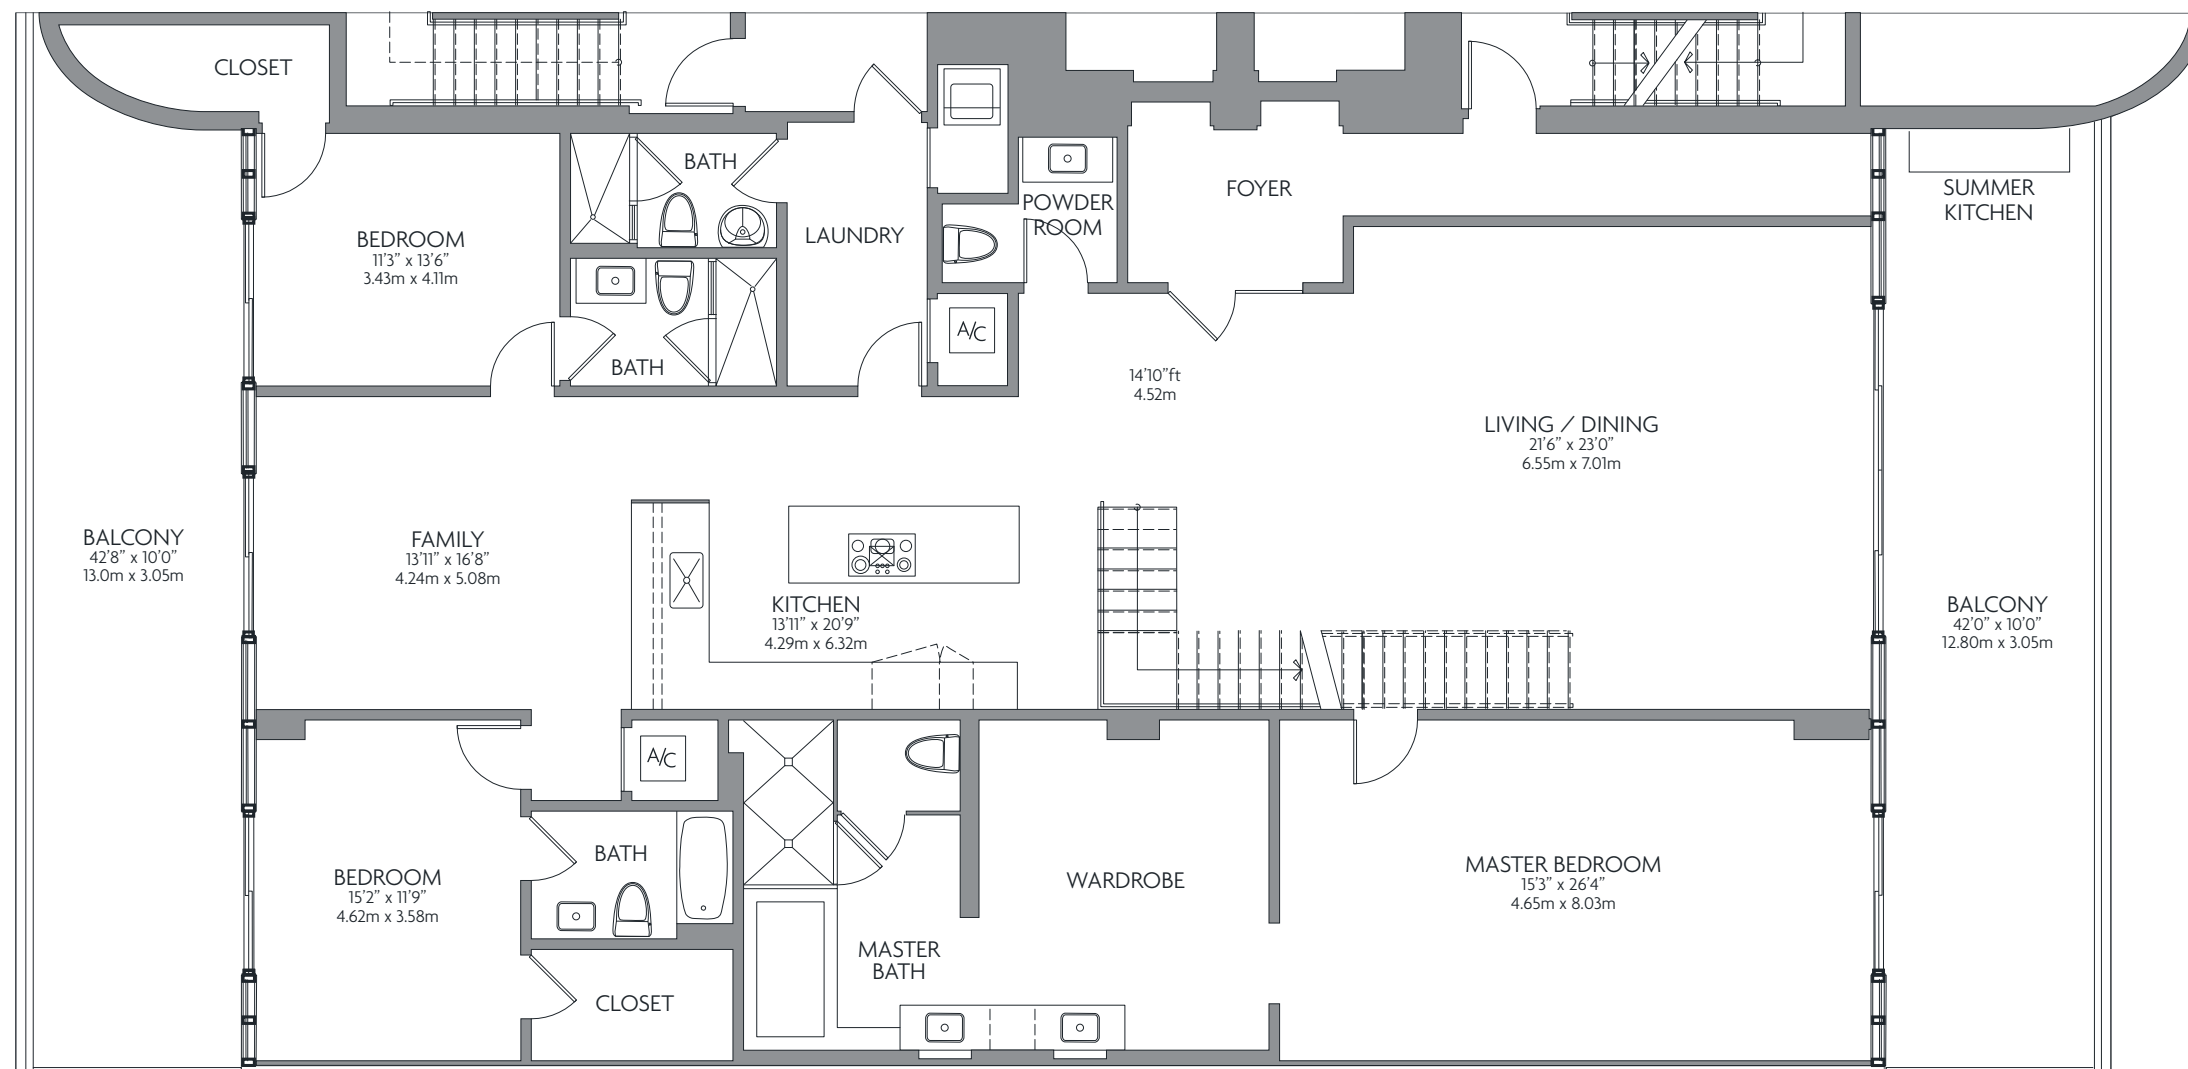 CLOSET
BATH
FOYER
SUMMER
KITCHEN
POWDER
ROOM
LAUNDRY
BEDROOM
11'3" x 13'6"
3.43m x 4.11m
A/C
BATH
14'10"ft
4.52m
LIVING / DINING
21'6" x 23'0"
6.55m x 7.01m
BALCONY
42'8" x 10'0"
13.0m x 3.05m
FAMILY
13'11" x 16'8"
4.24m x 5.08m
KITCHEN
13'11" x 20'9"
4.29m x 6.32m
BALCONY
42'0" x 10'0"
12.80m x 3.05m
A/C
BATH
BEDROOM
15'2" x 11'9"
4.62m x 3.58m
WARDROBE
MASTER BEDROOM
15'3" x 26'4"
4.65m x 8.03m
MASTER
BATH
CLOSET